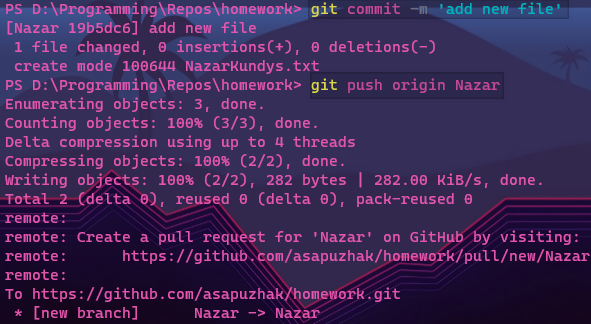 PS D:\Programming\Repos\homework> git commit -m 'add new file'
[Nazar 19b5dc6] add new file
 1 file changed, 0 insertions(+), 0 deletions(-)
 create mode 100644 NazarKundys.txt
PS D:\Programming\Repos\homework> git push origin Nazar
Enumerating objects: 3, done.
Counting objects: 100% (3/3), done.
Delta compression using up to 4 threads
Compressing objects: 100% (2/2), done.
Writing objects: 100% (2/2), 282 bytes | 282.00 KiB/s, done.
Total 2 (delta 0), reused 0 (delta 0), pack-reused 0
remote:
remote: Create a pull request for 'Nazar' on GitHub by visiting:
remote:      https://github.com/asapuzhak/homework/pull/new/Nazar
remote:
To https://github.com/asapuzhak/homework.git
 * [new branch]      Nazar -> Nazar